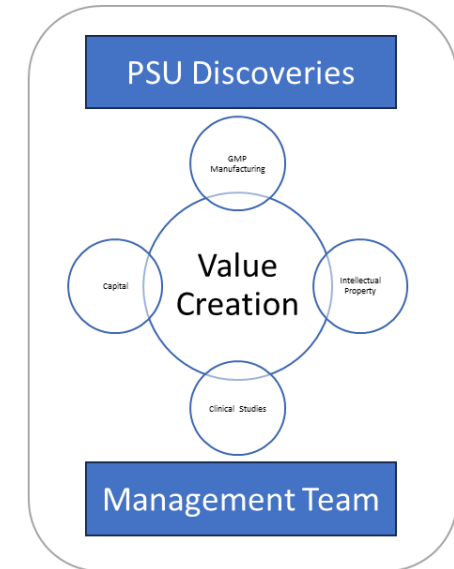 PSU Discoveries
GMP
Manufacturing
Value
Creation
Capital
Intellectual
Property
Clinical Studies
Management Team